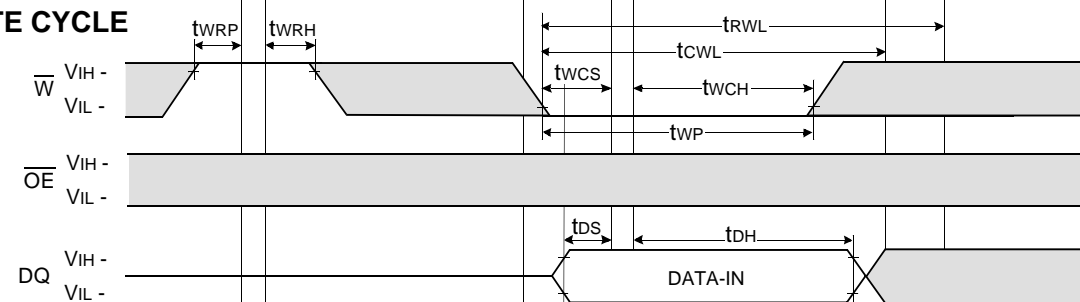 TE CYCLE
tWRP
tWRH
tRWL
tCWL
W
VIH -
VIL -
tWCS
tWCH
tWP
OE
VIH -
VIL -
tDS
tDH
DQ
VIH -
VIL -
DATA-IN